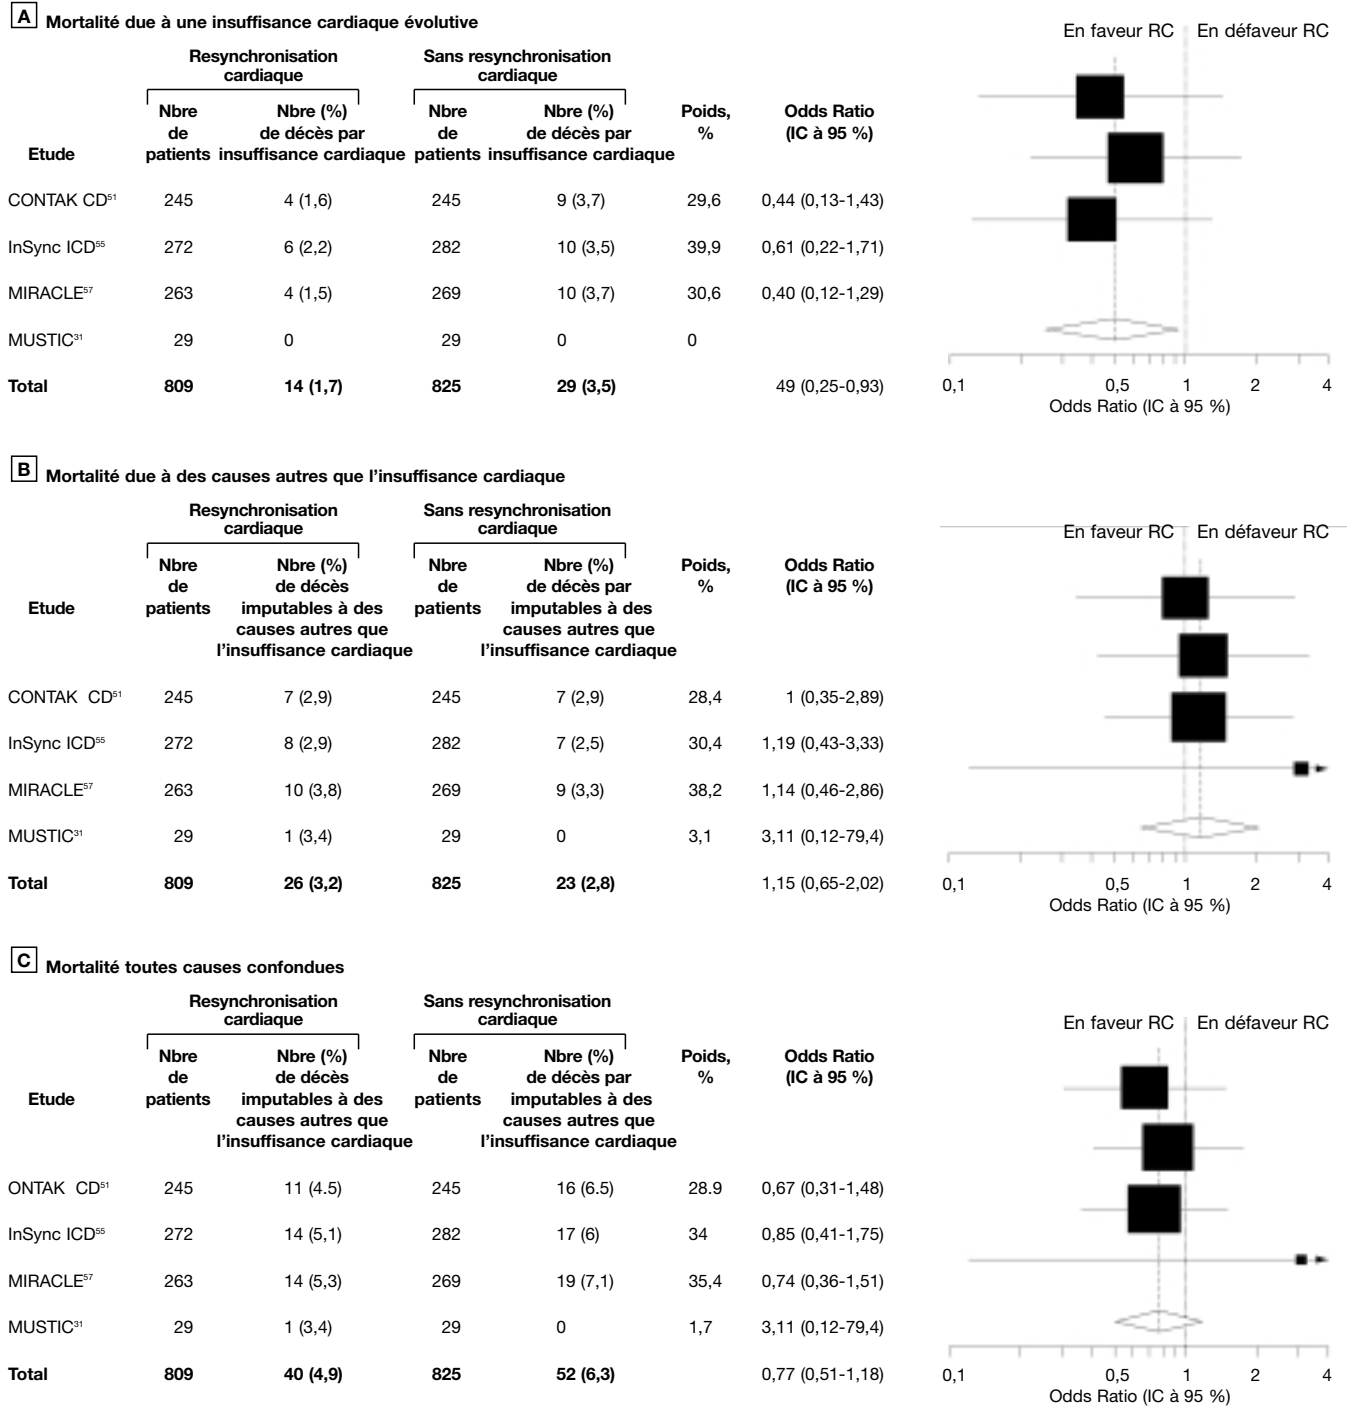 A Mortalité due à une insuffisance cardiaque évolutive
En faveur RC En défaveur RC
Resynchronisation Sans resynchronisation
cardiaque cardiaque
Nbre Nbre (%) Nbre Nbre (%) Poids, Odds Ratio
de de décès par de de décès par % (IC à 95 %)
Etude patients insuffisance cardiaque patients insuffisance cardiaque
CONTAK CD51 245 4 (1,6) 245 9 (3,7) 29,6 0,44 (0,13-1,43)
InSync ICD55 272 6 (2,2) 282 10 (3,5) 39,9 0,61 (0,22-1,71)
MIRACLE57 263 4 (1,5) 269 10 (3,7) 30,6 0,40 (0,12-1,29)
MUSTIC31 29 0 29 0 0
Total 809 14 (1,7) 825 29 (3,5) 49 (0,25-0,93)
0,1 0,5 1 2 4
Odds Ratio (IC à 95 %)
B Mortalité due à des causes autres que l'insuffisance cardiaque
Resynchronisation Sans resynchronisation
cardiaque cardiaque
En faveur RC En défaveur RC
Nbre Nbre (%) Nbre Nbre (%) Poids, Odds Ratio
de de décès de de décès par % (IC à 95 %)
Etude patients imputables à des patients imputables à des
causes autres que causes autres que
l'insuffisance cardiaque l'insuffisance cardiaque
CONTAK CD51 245 7 (2,9) 245 7 (2,9) 28,4 1 (0,35-2,89)
InSync ICD55 272 8 (2,9) 282 7 (2,5) 30,4 1,19 (0,43-3,33)
MIRACLE57 263 10 (3,8) 269 9 (3,3) 38,2 1,14 (0,46-2,86)
MUSTIC31 29 1 (3,4) 29 0 3,1 3,11 (0,12-79,4)
Total 809 26 (3,2) 825 23 (2,8) 1,15 (0,65-2,02)
0,1 0,5 1 2 4
Odds Ratio (IC à 95 %)
C Mortalité toutes causes confondues
Resynchronisation Sans resynchronisation
cardiaque cardiaque
En faveur RC En défaveur RC
Nbre Nbre (%) Nbre Nbre (%) Poids, Odds Ratio
de de décès de de décès par % (IC à 95 %)
Etude patients imputables à des patients imputables à des
causes autres que causes autres que
l'insuffisance cardiaque l'insuffisance cardiaque
ONTAK CD51 245 11 (4.5) 245 16 (6.5) 28.9 0,67 (0,31-1,48)
InSync ICD55 272 14 (5,1) 282 17 (6) 34 0,85 (0,41-1,75)
MIRACLE57 263 14 (5,3) 269 19 (7,1) 35,4 0,74 (0,36-1,51)
MUSTIC31 29 1 (3,4) 29 0 1,7 3,11 (0,12-79,4)
Total 809 40 (4,9) 825 52 (6,3) 0,77 (0,51-1,18)
0,1 0,5 1 2 4
Odds Ratio (IC à 95 %)